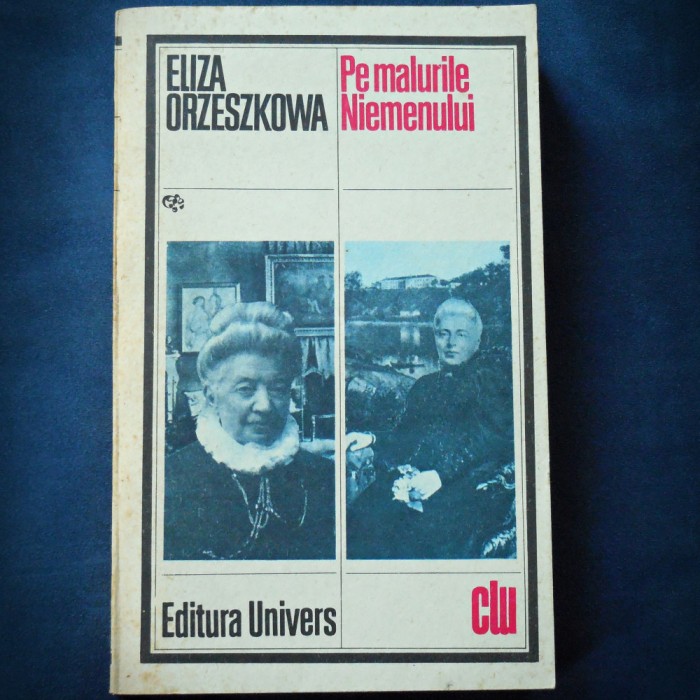 ELIZA
ORZESZKOWA
Pe malurile
Niemenului
Editura Univers
clu